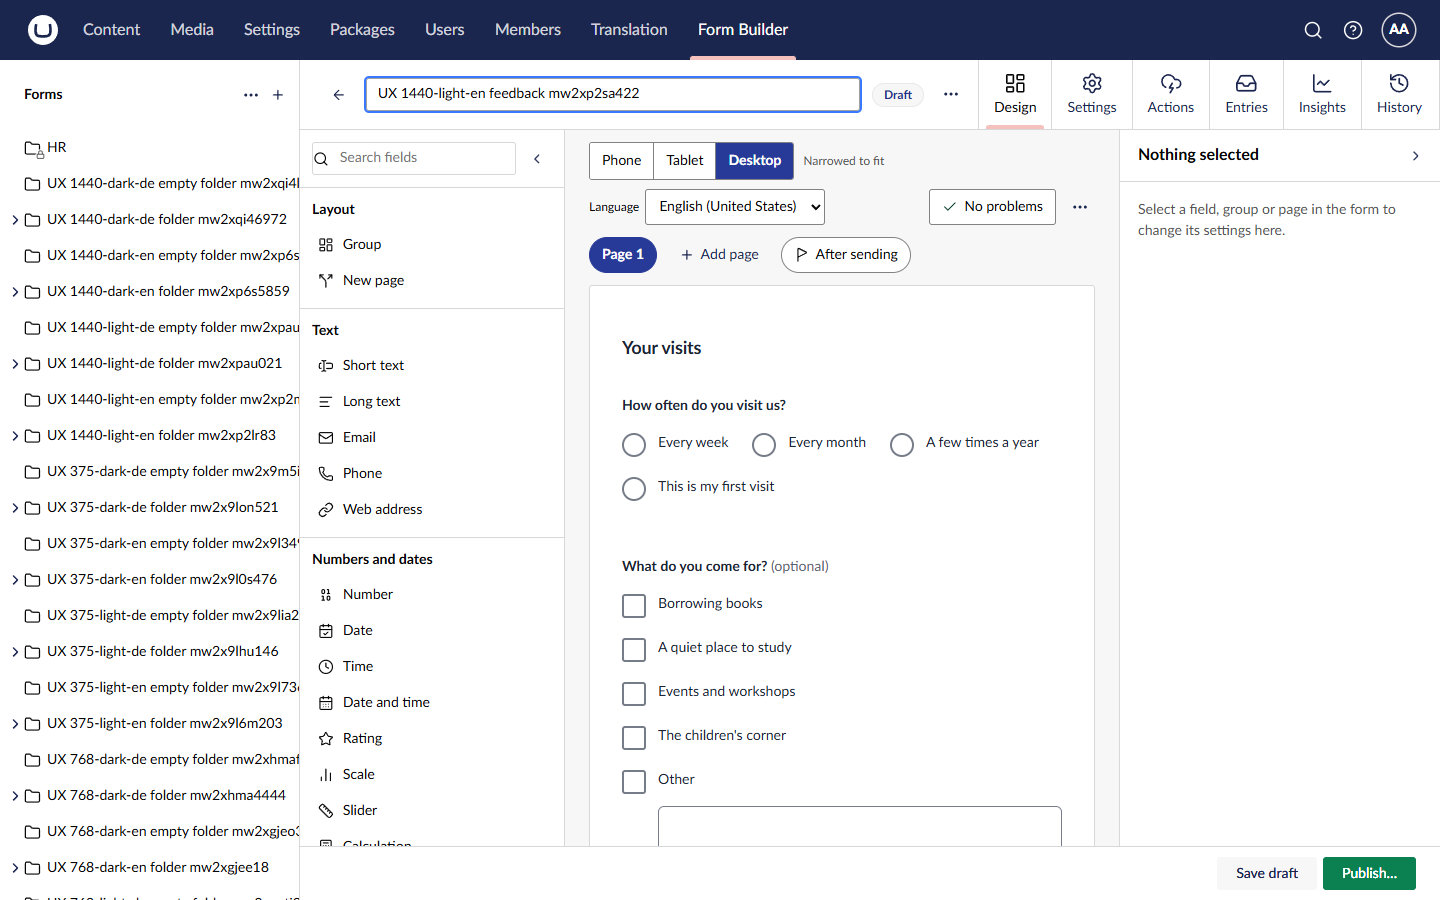 Content
Media
Settings
Packages
Users
Members
Translation
Form Builder
AA
Forms
HR
UX 1440-dark-de empty folder mw2xqi4
UX 1440-dark-de folder mw2xqi46972
UX 1440-dark-en empty folder mw2xp6s
UX 1440-dark-en folder mw2xp6s5859
UX 1440-light-de empty folder mw2xpau
UX 1440-light-de folder mw2xpau021
UX 1440-light-en empty folder mw2xp2
UX 1440-light-en folder mw2xp2lr83
UX 375-dark-de empty folder mw2x9m5i
UX 375-dark-de folder mw2x9lon521
UX 375-dark-en empty folder mw2x9l34
UX 375-dark-en folder mw2x9l0s476
UX 375-light-de empty folder mw2x9lia2
UX 375-light-de folder mw2x9lhu146
UX 375-light-en empty folder mw2x9l73
UX 375-light-en folder mw2x9l6m203
UX 768-dark-de empty folder mw2xhmaf
UX 768-dark-de folder mw2xhma4444
UX 768-dark-en empty folder mw2xgjeo
UX 768-dark-en folder mw2xgjee18
UX 1440-light-en feedback mw2xp2sa422
Draft
Design
Settings
Actions
Entries
Insights
History
Search fields
Layout
Group
New page
Text
Short text
Long text
Email
Phone
Web address
Numbers and dates
Number
Date
Time
Date and time
Rating
Scale
Slider
Calculation
Phone
Tablet
Desktop
Narrowed to fit
Language
English (United States)
No problems
Page 1
Add page
After sending
Your visits
How often do you visit us?
Every week
Every month
A few times a year
This is my first visit
What do you come for? (optional)
Borrowing books
A quiet place to study
Events and workshops
The children's corner
Other
Nothing selected
Select a field, group or page in the form to
change its settings here.
Save draft
Publish...